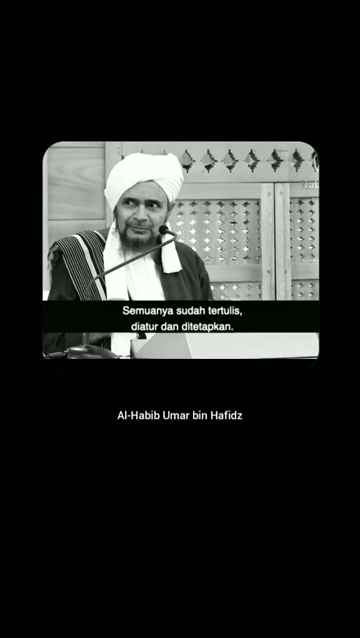 Semuanya sudah tertulis,
diatur dan ditetapkan.
Al-Habib Umar bin Hafidz